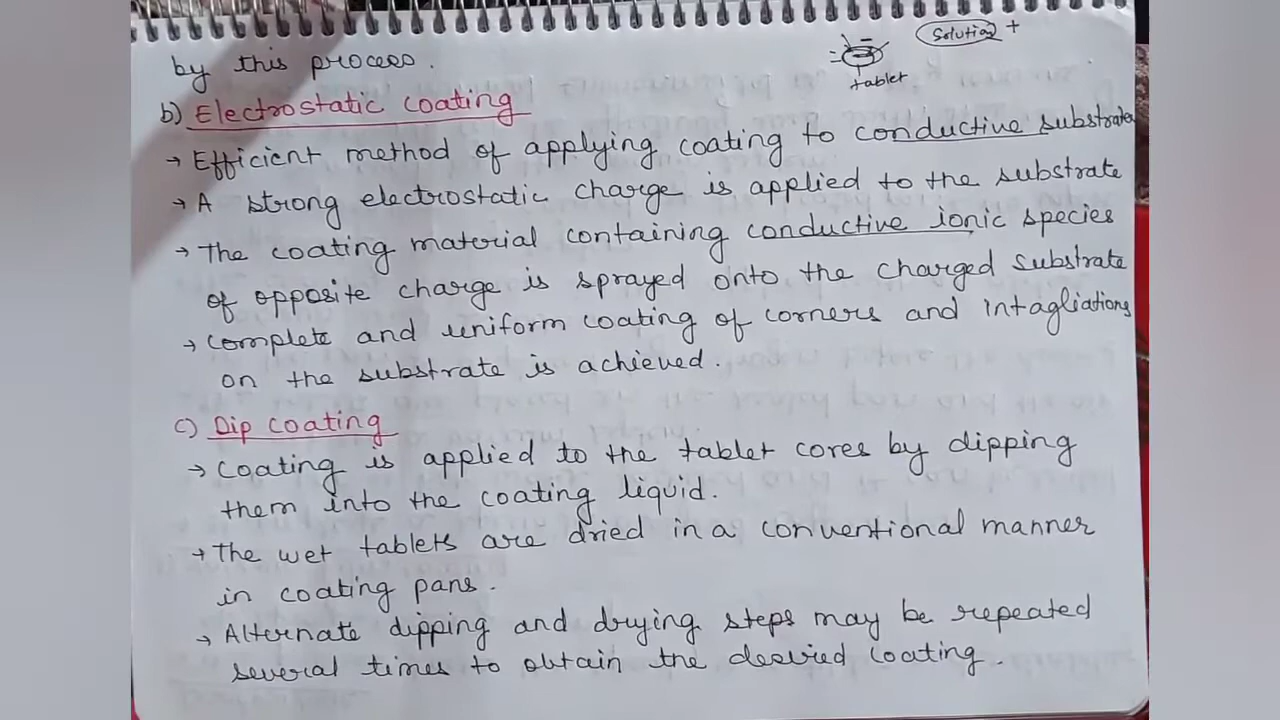 Solution +
tablet
by this process.
b) Electrostatic coating
→ Efficient method of applying coating to conductive substrates
→ A strong electrostatic charge is applied to the substrate
→ The coating material containing conductive ionic species
of opposite charge is sprayed onto the charged substrate
→ Complete and uniform coating of corners and intagliations
on the substrate is achieved.
c) Dip coating
→ Coating is applied to the tablet cores by dipping
them into the coating liquid.
→ The wet tablets are dried in a conventional manner
in coating pans.
→ Alternate dipping and drying steps may be repeated
several times to obtain the desired coating.